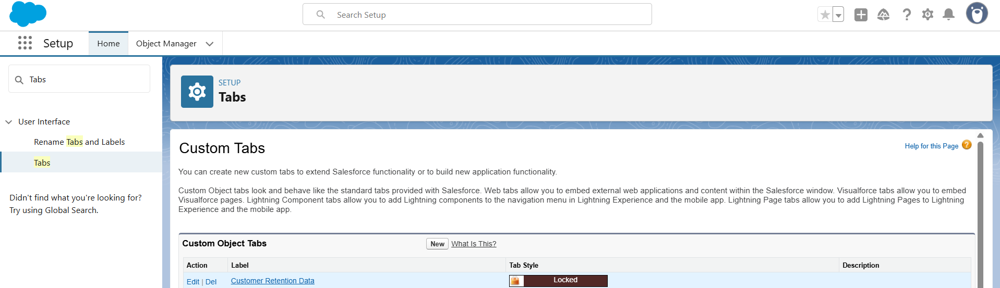 Search Setup
Setup
Home
Object Manager
Tabs
User Interface
Rename Tabs and Labels
Tabs
Didn't find what you're looking for?
Try using Global Search.
SETUP
Tabs
Custom Tabs
Help for this Page
You can create new custom tabs to extend Salesforce functionality or to build new application functionality.
Custom Object tabs look and behave like the standard tabs provided with Salesforce. Web tabs allow you to embed external web applications and content within the Salesforce window. Visualforce tabs allow you to embed
Visualforce pages. Lightning Component tabs allow you to add Lightning components to the navigation menu in Lightning Experience and the mobile app. Lightning Page tabs allow you to add Lightning Pages to Lightning
Experience and the mobile app.
Custom Object Tabs
New What Is This?
Action Label Tab Style Description
Edit | Del Customer Retention Data Locked